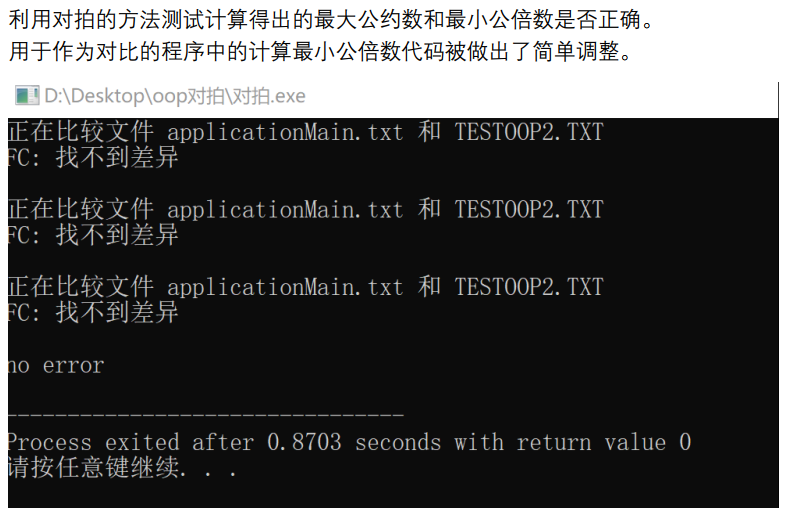 利用对拍的方法测试计算得出的最大公约数和最小公倍数是否正确。
用于作为对比的程序中的计算最小公倍数代码被做出了简单调整。
D:\Desktop\oop对拍\对拍.exe
正在比较文件 applicationMain.txt 和 TESTOOP2.TXT
FC: 找不到差异
正在比较文件 applicationMain.txt 和 TESTOOP2.TXT
FC: 找不到差异
正在比较文件 applicationMain.txt 和 TESTOOP2.TXT
FC: 找不到差异
no error
--------------------------------
Process exited after 0.8703 seconds with return value 0
请按任意键继续. . .